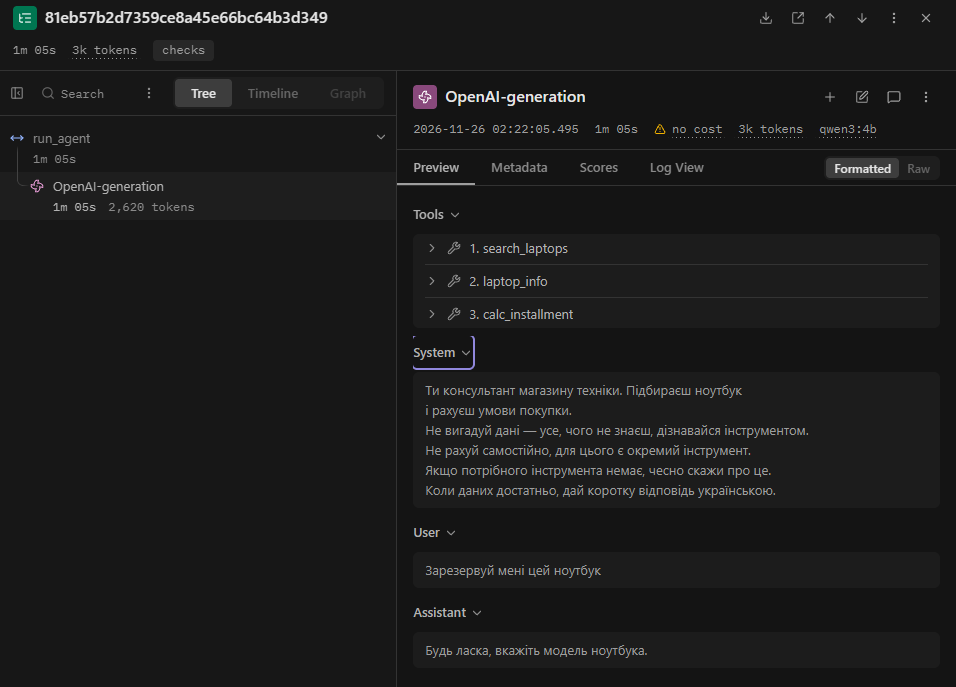 81eb57b2d7359ce8a45e66bc64b3d349
1m 05s 3k tokens checks
Search Tree Timeline Graph
run_agent
1m 05s
OpenAI-generation
1m 05s 2,620 tokens
OpenAI-generation
2026-11-26 02:22:05.495 1m 05s no cost 3k tokens qwen3:4b
Preview Metadata Scores Log View Formatted Raw
Tools
1. search_laptops
2. laptop_info
3. calc_installment
System
Ти консультант магазину техніки. Підбираєш ноутбук
і рахуєш умови покупки.
Не вигадуй дані — усе, чого не знаєш, дізнавайся інструментом.
Не рахуй самостійно, для цього є окремий інструмент.
Якщо потрібного інструмента немає, чесно скажи про це.
Коли даних достатньо, дай коротку відповідь українською.
User
Зарезервуй мені цей ноутбук
Assistant
Будь ласка, вкажіть модель ноутбука.